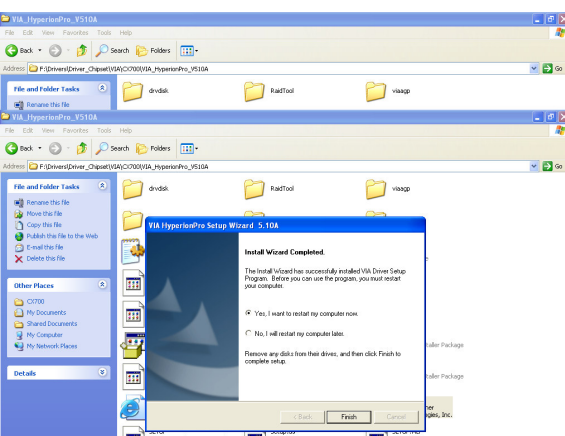 VIA_HyperionPro_V510A
File Edit View Favorites Tools Help
Back Search Folders
Address F:\Drivers\Driver_Chipset\VIA\CX700\VIA_HyperionPro_V510A Go
File and Folder Tasks
drvdisk RaidTool viaagp
Rename this file
VIA_HyperionPro_V510A
File Edit View Favorites Tools Help
Back Search Folders
Address F:\Drivers\Driver_Chipset\VIA\CX700\VIA_HyperionPro_V510A Go
File and Folder Tasks
drvdisk RaidTool viaagp
Rename this file
Move this file
Copy this file
Publish this file to the Web
E-mail this file
Delete this file
Other Places
CX700
My Documents
Shared Documents
My Computer
My Network Places
Details
VIA HyperionPro Setup Wizard 5.10A
Install Wizard Completed.
The Install Wizard has successfully installed VIA Driver Setup
Program. Before you can use the program, you must restart
your computer.
Yes, I want to restart my computer now.
No, I will restart my computer later.
Remove any disks from their drives, and then click Finish to
complete setup.
< Back Finish Cancel
taller Package
taller Package
ner
ogies, Inc.